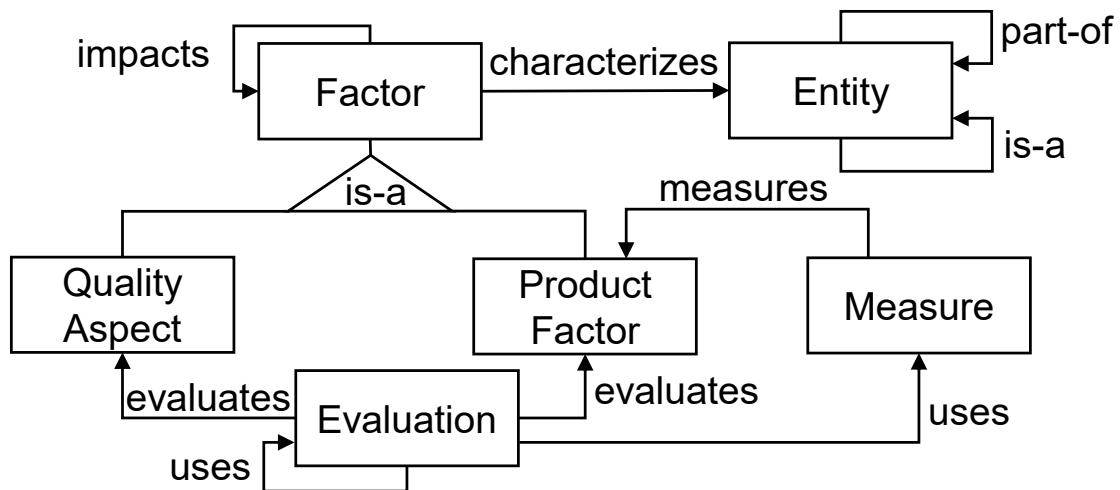 impacts
Factor
characterizes
Entity
part-of
is-a
is-a
measures
Quality
Aspect
Product
Factor
Measure
evaluates
Evaluation
evaluates
uses
uses